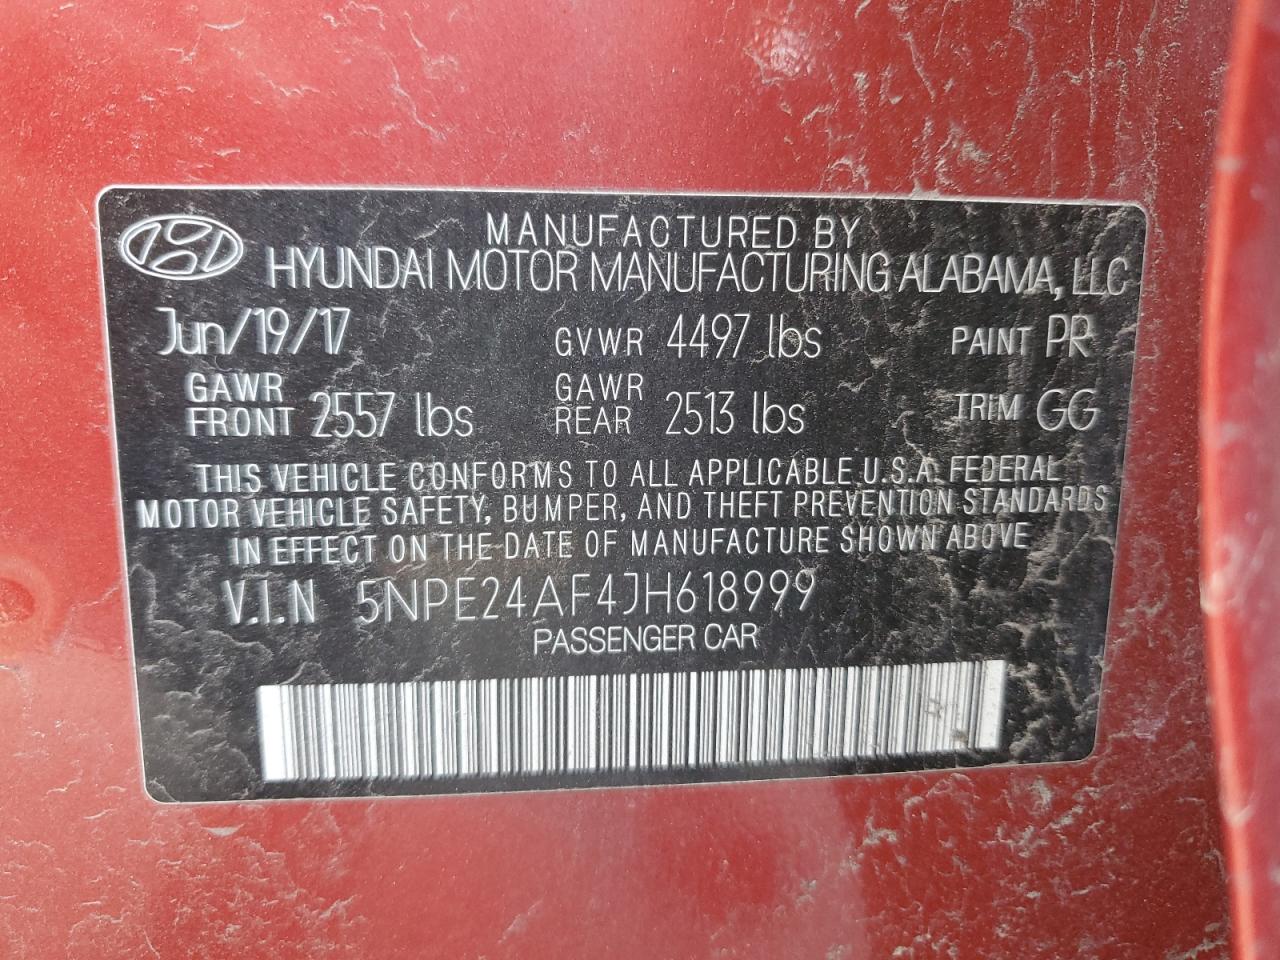 MANUFACTURED BY
HYUNDAI MOTOR MANUFACTURING ALABAMA, LLC
Jun/19/17 GVWR 4497 lbs PAINT PR
GAWR FRONT 2557 lbs GAWR REAR 2513 lbs TRIM GG
THIS VEHICLE CONFORMS TO ALL APPLICABLE U.S.A. FEDERAL
MOTOR VEHICLE SAFETY, BUMPER, AND THEFT PREVENTION STANDARDS
IN EFFECT ON THE DATE OF MANUFACTURE SHOWN ABOVE
V.I.N 5NPE24AF4JH618999
PASSENGER CAR